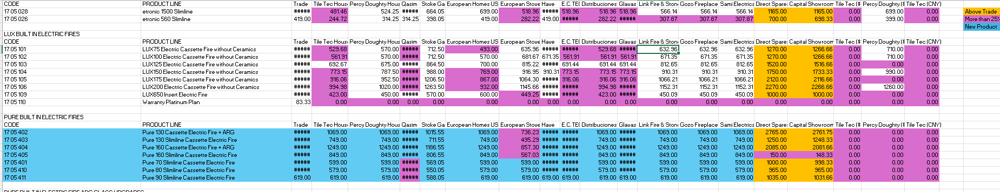 CODE PRODUCT LINE Trade Tile Tec Hous Percy Doughty Hous Qasim Stoke Ga European Homes US European Stove Have E.C.TE Distribuciones Glavas Link Fire & Ston Gozo Fireplace Sami Electrics Direct Spare Capital Showroom Tile Tec ($ Percy Doughty ($ Tile Tec (CNY)
17 05 028 etronic 1500 Slimline ##### 481.46 524.25 ##### 664.05 699.00 518.96 ##### 518.96 518.96 518.96 566.14 566.14 566.14 1165.00 1165.00 0.00 699.00 0.00 Above Trade
17 05 026 etronic 560 Slimline 419.00 244.72 314.25 314.25 398.05 419.00 282.22 419.00 ##### 282.22 ##### 307.87 307.87 307.87 700.00 698.33 0.00 399.00 0.00 More than 25%
New Product
LUX BUILT IN ELECTRIC FIRES
CODE PRODUCT LINE Trade Tile Tec Hous Percy Doughty Hous Qasim Stoke Ga European Homes US European Stove Have E.C.TE Distribuciones Glavas Link Fire & Ston Gozo Fireplace Sami Electrics Direct Spare Capital Showroom Tile Tec ($ Percy Doughty ($ Tile Tec (CNY)
17 05 101 LUX75 Electric Cassette Fire without Ceramics ##### 529.68 570.00 ##### 712.50 493.00 635.96 ##### ##### 529.68 ##### 632.96 632.96 632.96 1270.00 1266.66 0.00 710.00 0.00
17 05 102 LUX100 Electric Cassette Fire without Ceramics ##### 561.91 570.00 ##### 712.50 570.00 681.67 671.35 561.91 561.91 561.91 671.35 671.35 671.35 1270.00 1266.66 0.00 710.00 0.00
17 05 103 LUX125 Electric Cassette Fire without Ceramics ##### 692.67 675.00 ##### 864.50 700.00 815.22 ##### 691.44 691.44 691.44 812.65 812.65 812.65 1520.00 1516.66 0.00 0.00 0.00
17 05 104 LUX150 Electric Cassette Fire without Ceramics ##### 773.15 787.50 ##### 988.00 769.00 916.95 910.31 773.15 773.15 773.15 910.31 910.31 910.31 1750.00 1733.33 0.00 990.00 0.00
17 05 105 LUX175 Electric Cassette Fire without Ceramics ##### 916.06 952.50 ##### 1206.50 867.00 1064.30 ##### 916.06 916.06 916.06 1066.21 1066.21 1066.21 2120.00 2116.66 0.00 0.00 0.00
17 05 106 LUX200 Electric Cassette Fire without Ceramics ##### 994.98 1020.00 ##### 1263.50 932.00 1145.66 ##### ##### 994.98 ##### 1152.31 1152.31 1152.31 2270.00 2266.66 0.00 1260.00 0.00
17 05 109 LUX650 Insert Electric Fire ##### 423.00 450.00 ##### 570.00 600.00 449.25 ##### ##### 423.00 ##### 450.09 450.09 450.09 1000.00 1000.00 0.00 0.00 0.00
17 05 110 Warranty Platinum Plan 83.33 0.00 0.00 0.00 0.00 0.00 0.00 0.00 0.00 0.00 0.00 0.00 0.00 0.00 0.00 0.00 0.00 0.00 0.00
PURE BUILT IN ELECTRIC FIRES
CODE PRODUCT LINE Trade Tile Tec Hous Percy Doughty Hous Qasim Stoke Ga European Homes US European Stove Have E.C.TE Distribuciones Glavas Link Fire & Ston Gozo Fireplace Sami Electrics Direct Spare Capital Showroom Tile Tec ($ Percy Doughty ($ Tile Tec (CNY)
17 05 402 Pure 130 Cassette Electric Fire + ARG ##### 1069.00 1069.00 ##### 1015.55 1069.00 736.23 ##### ##### 1069.00 ##### 1069.00 1069.00 1069.00 2765.00 2761.75 0.00 0.00 0.00
17 05 403 Pure 130 Slimline Cassette Electric Fire ##### 749.00 749.00 ##### 711.55 749.00 495.29 ##### ##### 749.00 ##### 749.00 749.00 749.00 1250.00 1248.33 0.00 0.00 0.00
17 05 404 Pure 160 Cassette Electric Fire + ARG ##### 1249.00 1249.00 ##### 1186.55 1249.00 857.30 ##### ##### 1249.00 ##### 1249.00 1249.00 1249.00 2085.00 2081.66 0.00 0.00 0.00
17 05 405 Pure 160 Slimline Cassette Electric Fire ##### 849.00 849.00 ##### 806.55 849.00 567.03 ##### ##### 849.00 ##### 849.00 849.00 849.00 150.00 148.33 0.00 0.00 0.00
17 05 401 Pure 70 Slimline Cassette Electric Fire ##### 599.00 599.00 ##### 569.05 599.00 599.00 ##### ##### 599.00 ##### 599.00 599.00 599.00 1000.00 998.33 0.00 0.00 0.00
17 05 410 Pure 80 Slimline Cassette Electric Fire ##### 579.00 579.00 ##### 550.05 579.00 579.00 ##### ##### 579.00 ##### 579.00 579.00 579.00 965.00 965.00 0.00 0.00 0.00
17 05 411 Pure 90 Slimline Cassette Electric Fire 619.00 619.00 619.00 ##### 588.05 619.00 619.00 619.00 619.00 619.00 619.00 619.00 619.00 619.00 1035.00 1031.66 0.00 0.00 0.00